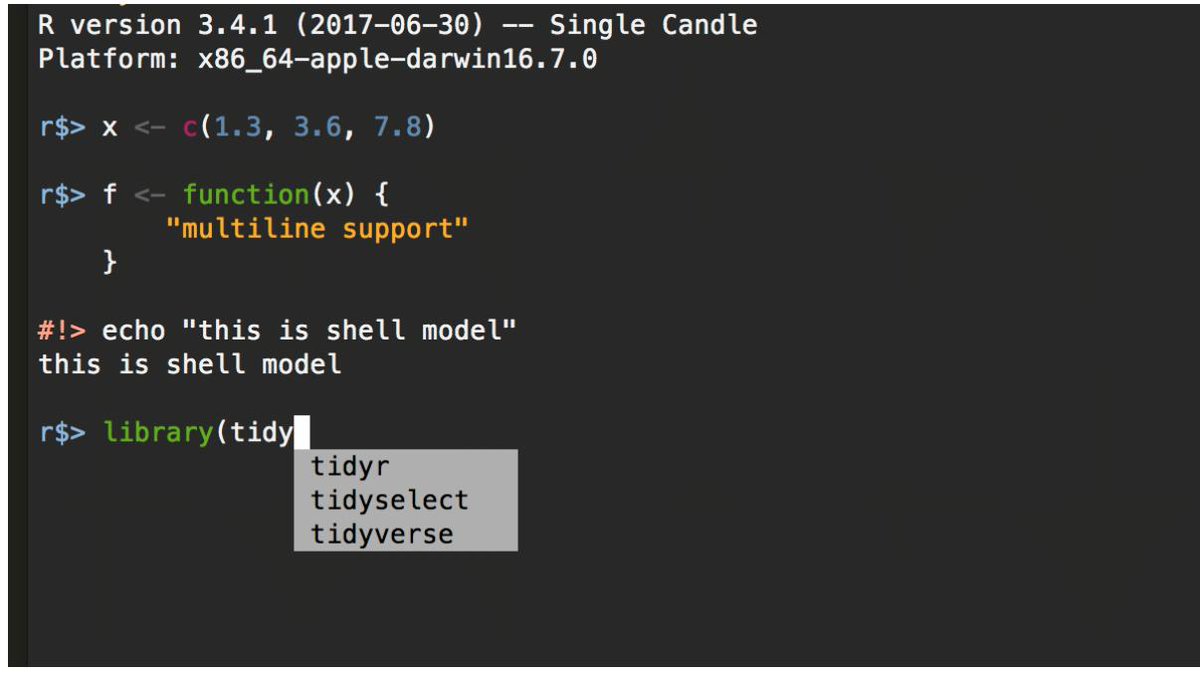 R version 3.4.1 (2017-06-30) -- Single Candle
Platform: x86_64-apple-darwin16.7.0
r$> x <- c(1.3, 3.6, 7.8)
r$> f <- function(x) {
"multiline support"
}
#!> echo "this is shell model"
this is shell model
r$> library(tidy
tidyr
tidyselect
tidyverse